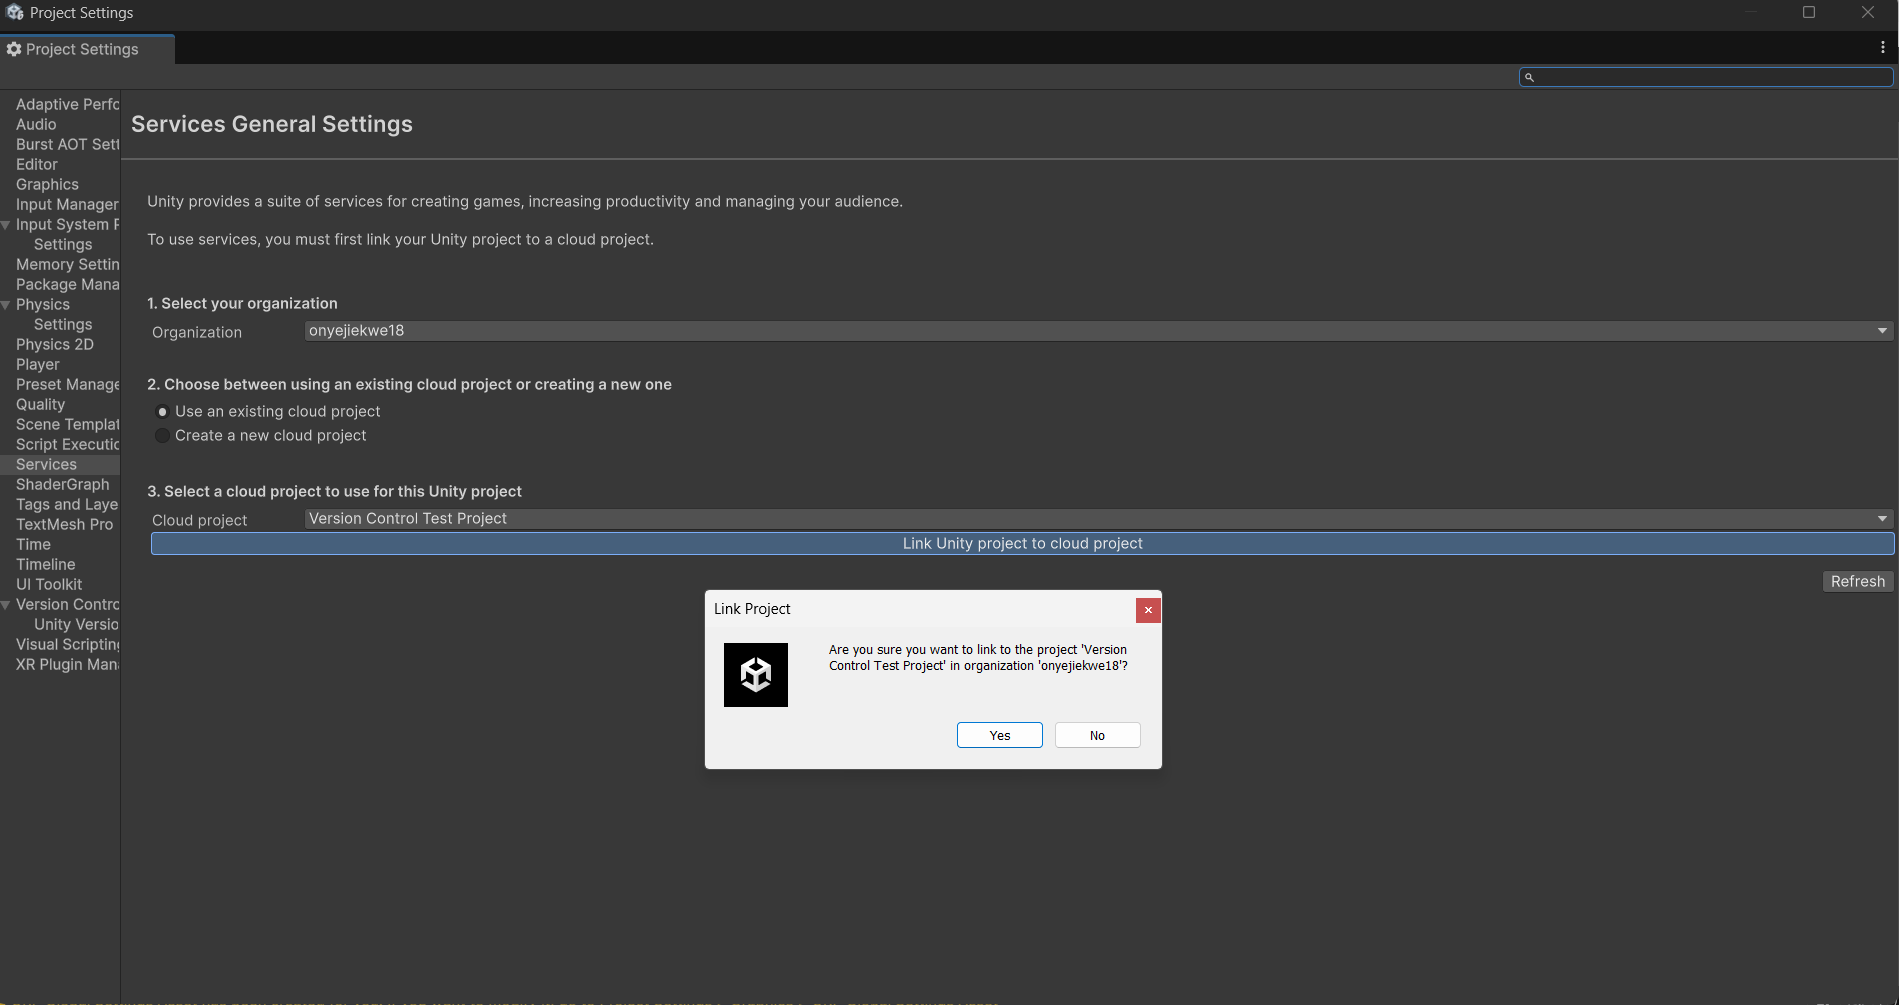 Project Settings
Project Settings
Adaptive Perfo
Audio
Burst AOT Sett
Editor
Graphics
Input Manager
Input System P
Settings
Memory Settin
Package Mana
Physics
Settings
Physics 2D
Player
Preset Manage
Quality
Scene Templat
Script Executio
Services
ShaderGraph
Tags and Laye
TextMesh Pro
Time
Timeline
UI Toolkit
Version Contro
Unity Versio
Visual Scripting
XR Plugin Man
Services General Settings
Unity provides a suite of services for creating games, increasing productivity and managing your audience.
To use services, you must first link your Unity project to a cloud project.
1. Select your organization
Organization onyejiekwe18
2. Choose between using an existing cloud project or creating a new one
Use an existing cloud project
Create a new cloud project
3. Select a cloud project to use for this Unity project
Cloud project Version Control Test Project
Link Unity project to cloud project
Refresh
Link Project
Are you sure you want to link to the project 'Version
Control Test Project' in organization 'onyejiekwe18'?
Yes No